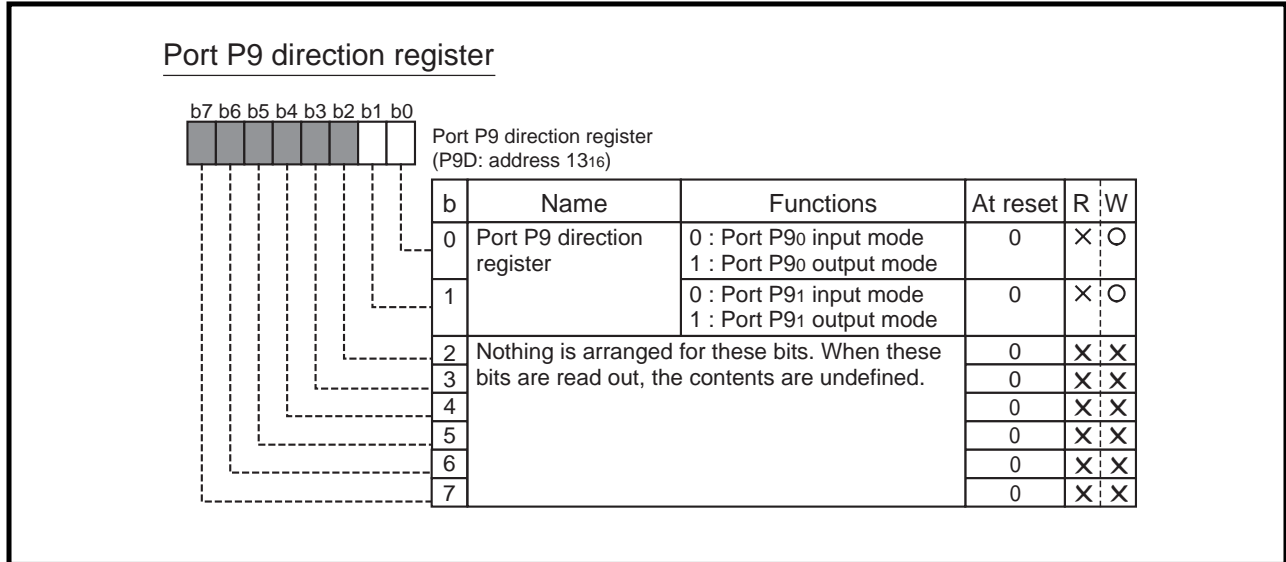 Port P9 direction register
b7 b6 b5 b4 b3 b2 b1 b0
Port P9 direction register
(P9D: address 1316)
b Name Functions At reset R W
0 Port P9 direction register 0 : Port P90 input mode 0 × O
1 : Port P90 output mode
1 0 : Port P91 input mode 0 × O
1 : Port P91 output mode
2 Nothing is arranged for these bits. When these 0 × ×
3 bits are read out, the contents are undefined. 0 × ×
4 0 × ×
5 0 × ×
6 0 × ×
7 0 × ×